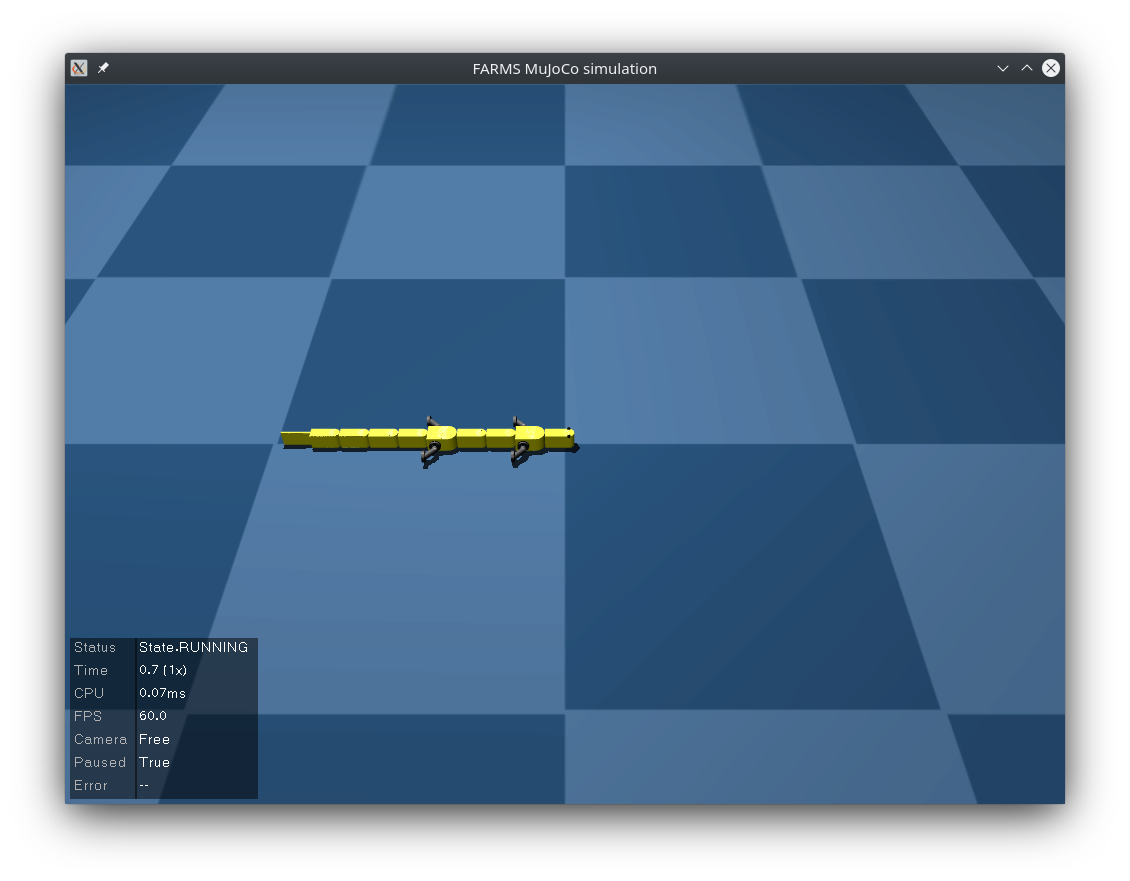 FARMS MuJoCo simulation
Status State.RUNNING
Time 0.7 (1x)
CPU 0.07ms
FPS 60.0
Camera Free
Paused True
Error --